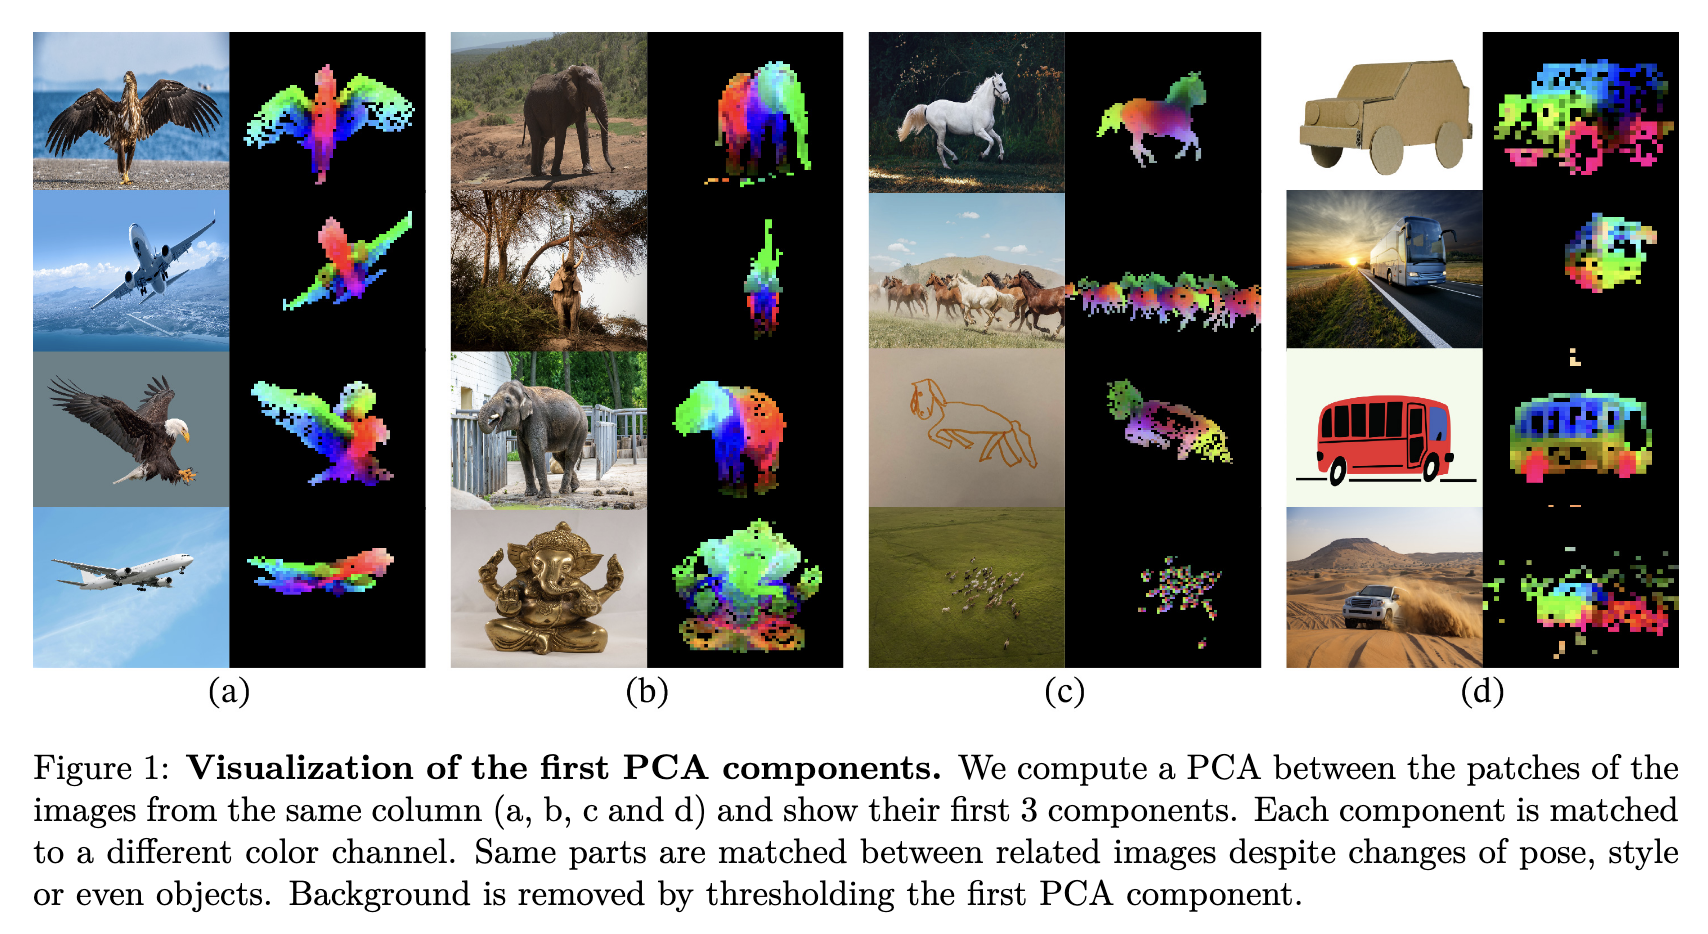 (a) (b) (c) (d)
Figure 1: Visualization of the first PCA components. We compute a PCA between the patches of the
images from the same column (a, b, c and d) and show their first 3 components. Each component is matched
to a different color channel. Same parts are matched between related images despite changes of pose, style
or even objects. Background is removed by thresholding the first PCA component.